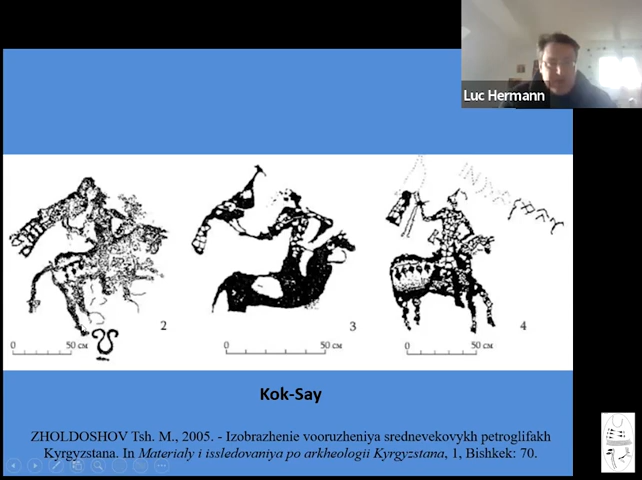 Luc Hermann
2
3
4
0 50 СМ
0 50 СМ
0 50 СМ
Kok-Say
ZHOLDOSHOV Tsh. M., 2005. - Izobrazhenie vooruzheniya srednevekovykh petroglifakh
Kyrgyzstana. In Materialy i issledovaniya po arkheologii Kyrgyzstana, 1, Bishkek: 70.